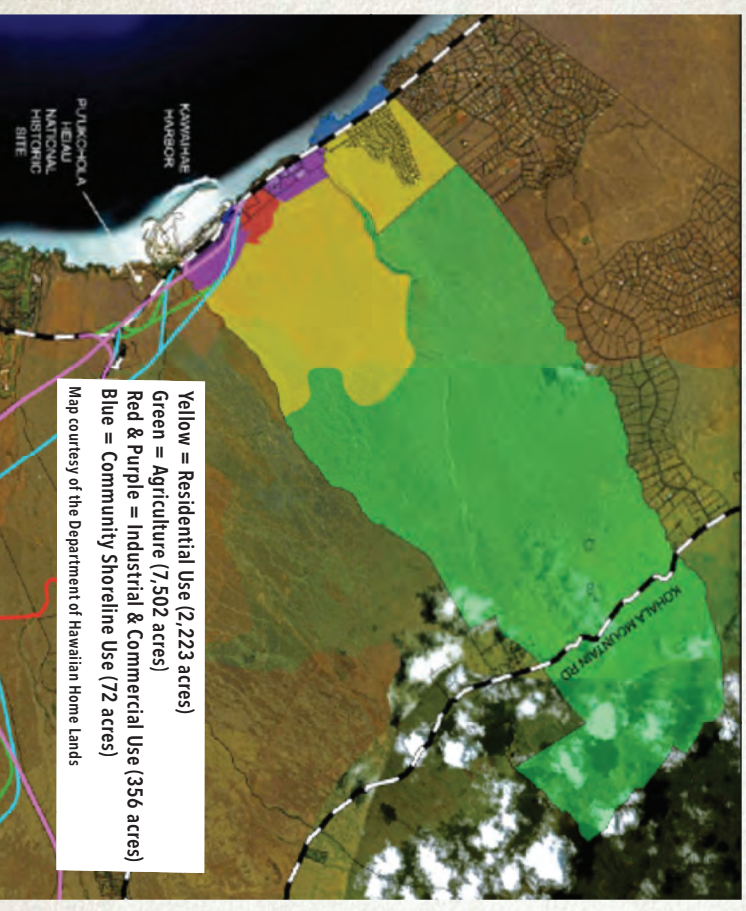 KAWAIHAE
HARBOR
PU'UKOHOLA
HEIAU
NATIONAL
HISTORIC
SITE
KOHALA MOUNTAIN RD
Yellow = Residential Use (2,223 acres)
Green = Agriculture (7,502 acres)
Red & Purple = Industrial & Commercial Use (356 acres)
Blue = Community Shoreline Use (72 acres)
Map courtesy of the Department of Hawaiian Home Lands